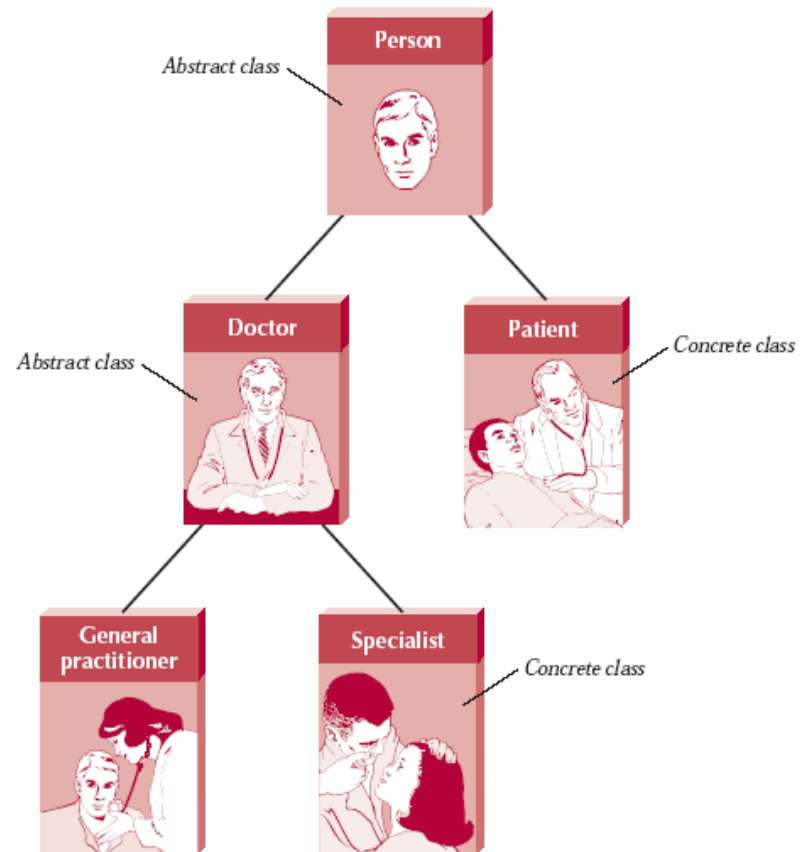 Person
Abstract class
Doctor
Patient
Abstract class
Concrete class
General
practitioner
Specialist
Concrete class